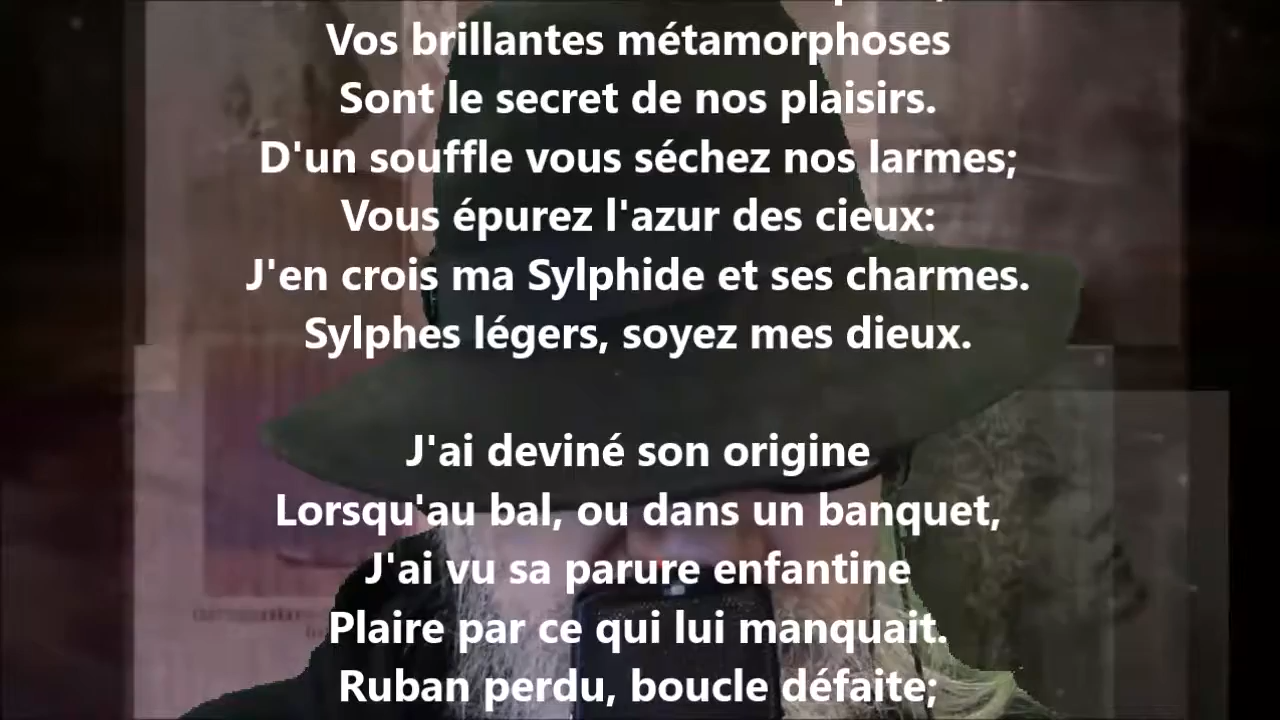 Vos brillantes métamorphoses
Sont le secret de nos plaisirs.
D'un souffle vous séchez nos larmes;
Vous épurez l'azur des cieux:
J'en crois ma Sylphide et ses charmes.
Sylphes légers, soyez mes dieux.
J'ai deviné son origine
Lorsqu'au bal, ou dans un banquet,
J'ai vu sa parure enfantine
Plaire par ce qui lui manquait.
Ruban perdu, boucle défaite;